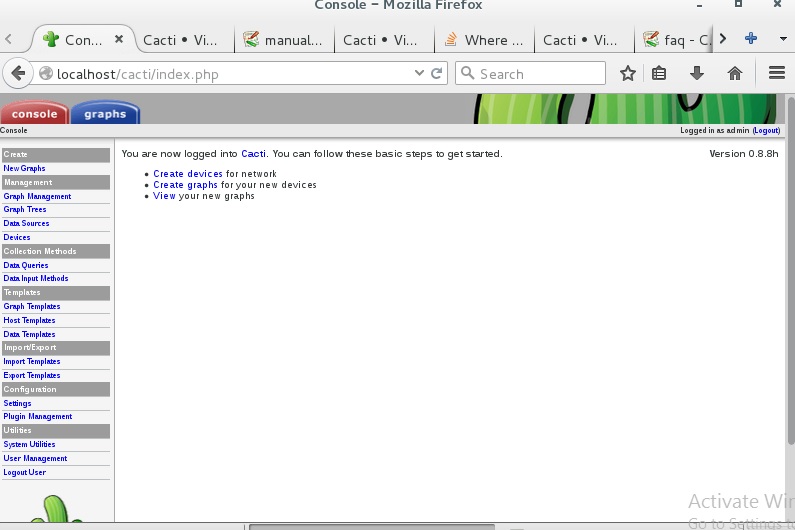 Console - Mozilla Firefox
Con...
Cacti • Vi...
manual...
Cacti • Vi...
Where ...
Cacti • Vi...
faq - C
localhost/cacti/index.php
Search
console
graphs
Console
Logged in as admin (Logout)
Create
New Graphs
Management
Graph Management
Graph Trees
Data Sources
Devices
Collection Methods
Data Queries
Data Input Methods
Templates
Graph Templates
Host Templates
Data Templates
Import/Export
Import Templates
Export Templates
Configuration
Settings
Plugin Management
Utilities
System Utilities
User Management
Logout User
You are now logged into Cacti. You can follow these basic steps to get started.
Version 0.8.8h
• Create devices for network
• Create graphs for your new devices
• View your new graphs
Activate Win
Go to Settings t